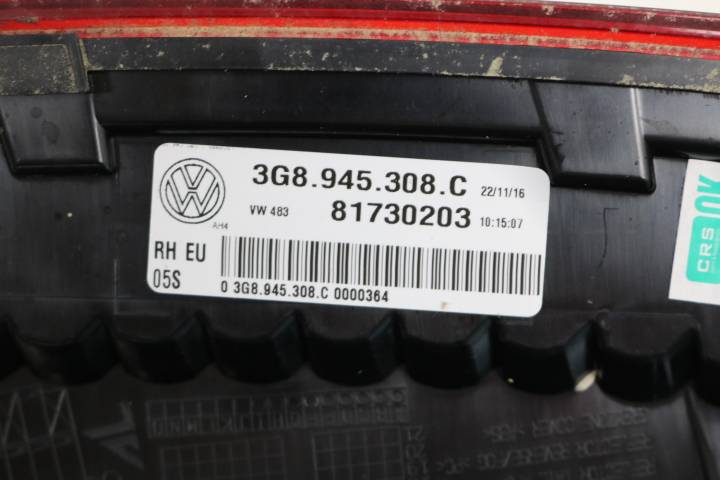 3G8.945.308.C 22/11/16
VW 483 81730203 10:15:07
AH4
RH EU
05S
0 3G8.945.308.C 0000364
CRS OK